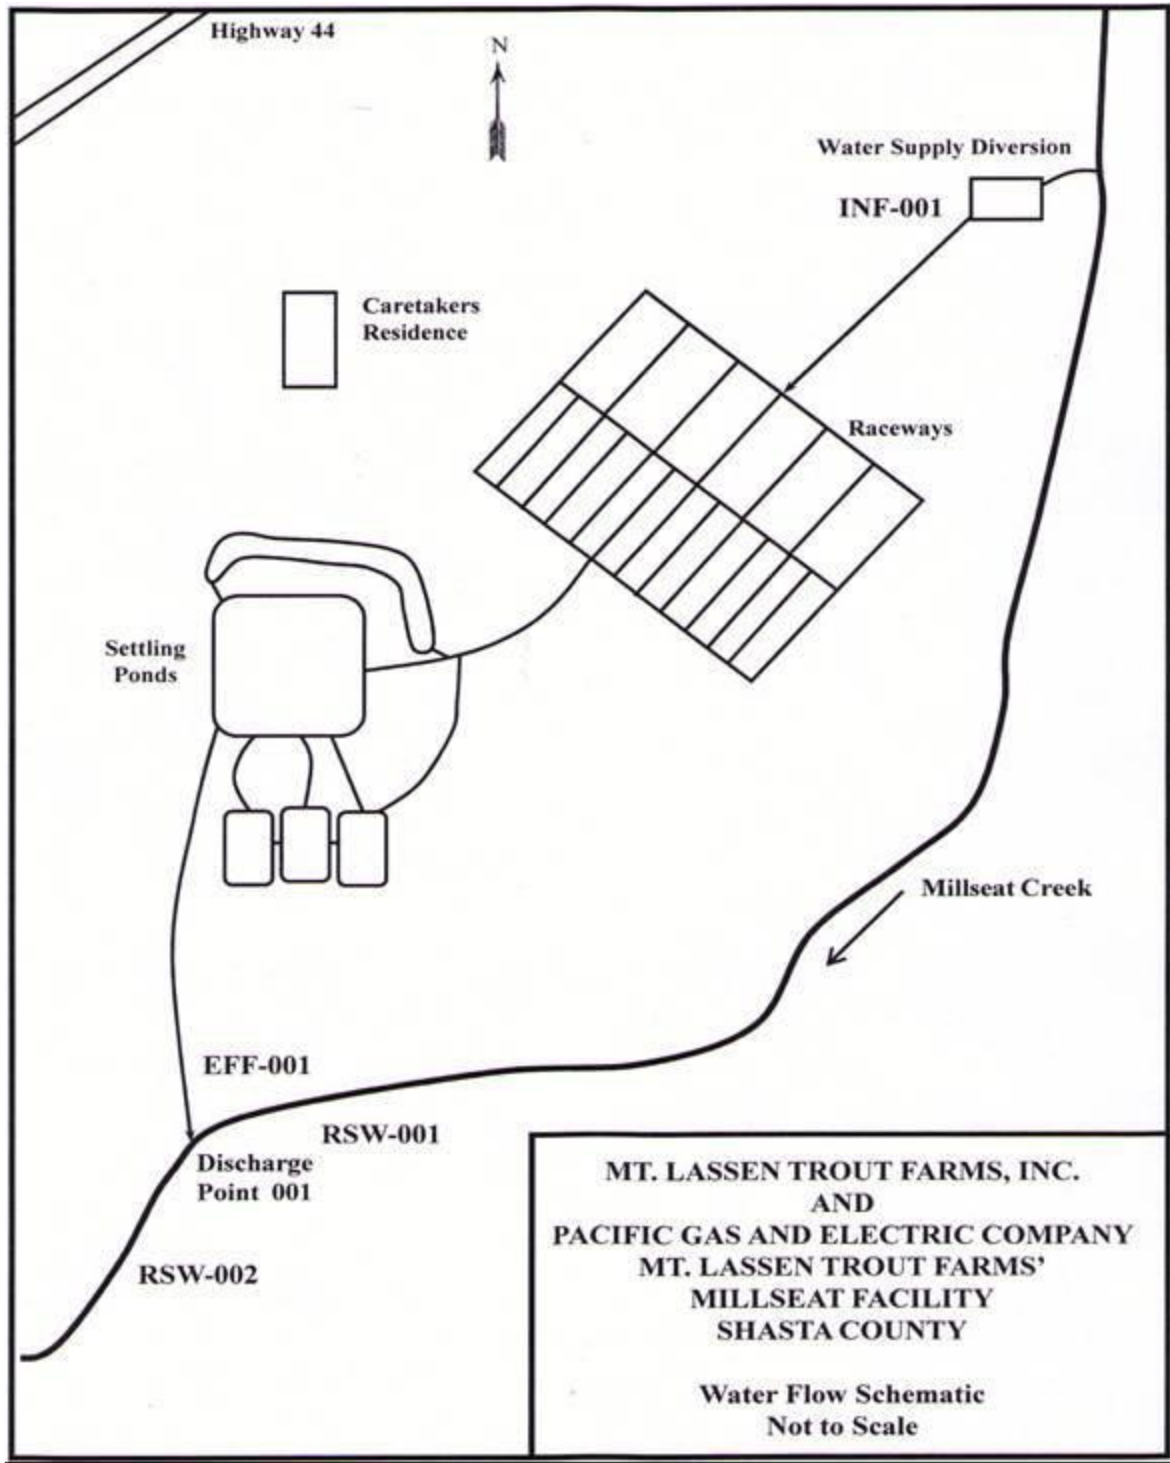 Highway 44
N
Water Supply Diversion
INF-001
Caretakers
Residence
Raceways
Settling
Ponds
Millseat Creek
EFF-001
RSW-001
Discharge
Point 001
RSW-002
MT. LASSEN TROUT FARMS, INC.
AND
PACIFIC GAS AND ELECTRIC COMPANY
MT. LASSEN TROUT FARMS’
MILLSEAT FACILITY
SHASTA COUNTY
Water Flow Schematic
Not to Scale